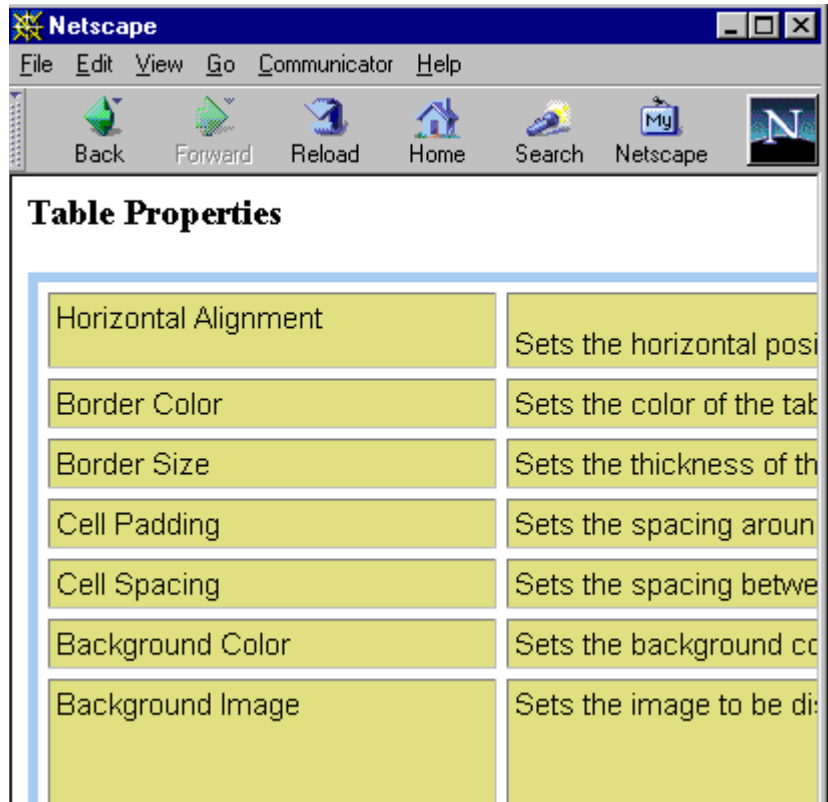 Netscape
File Edit View Go Communicator Help
My N
Back Forward Reload Home Search Netscape
Table Properties
Horizontal Alignment
Sets the horizontal posi
Border Color Sets the color of the tab
Border Size Sets the thickness of th
Cell Padding Sets the spacing aroun
Cell Spacing Sets the spacing betwe
Background Color Sets the background co
Background Image Sets the image to be dis